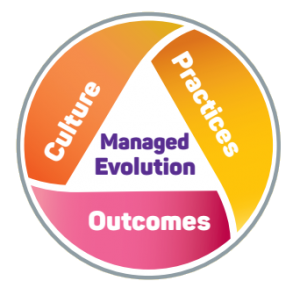 Culture
Practices
Managed
Evolution
Outcomes